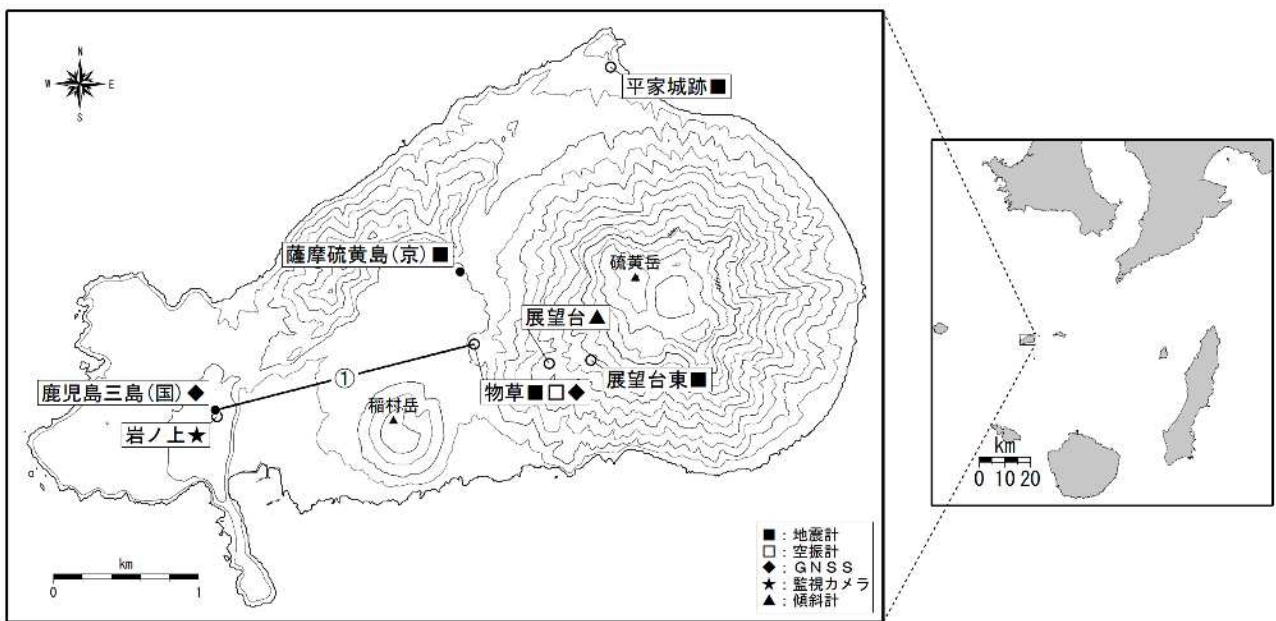 N
W E
S
平家城跡■
薩摩硫黄島(京)■
硫黄岳
展望台▲
①
物草■□◆
展望台東■
鹿児島三島(国)◆
岩ノ上★
稲村岳
km
0 1
■:地震計
□:空振計
◆:GNSS
★:監視カメラ
▲:傾斜計
km
0 10 20